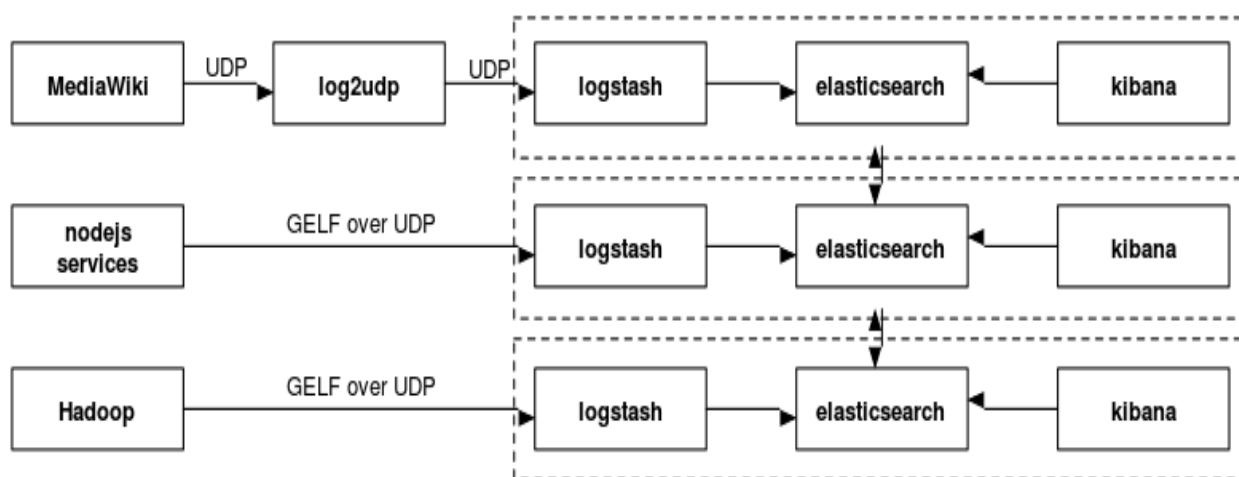 UDP
UDP
MediaWiki
log2udp
logstash
elasticsearch
kibana
GELF over UDP
nodejs
services
logstash
elasticsearch
kibana
GELF over UDP
Hadoop
logstash
elasticsearch
kibana